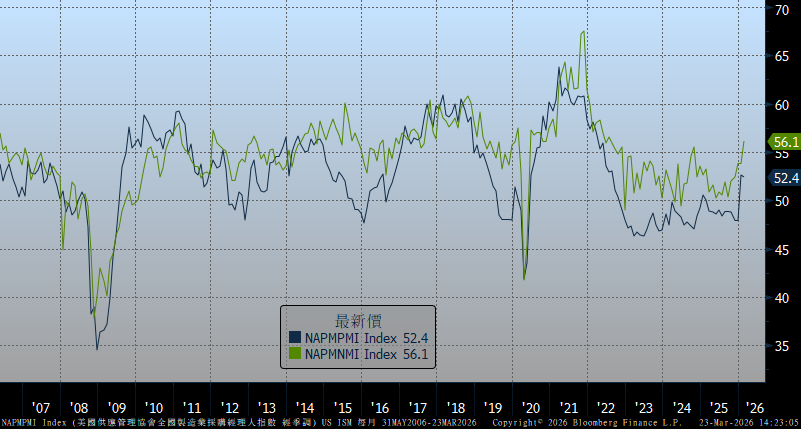 70
65
60
56.1
55
52.4
50
45
40
35
最新價
NAPMPMI Index 52.4
NAPMNMI Index 56.1
'07 '08 '09 '10 '11 '12 '13 '14 '15 '16 '17 '18 '19 '20 '21 '22 '23 '24 '25 '26
NAPMPMI Index (美國供應管理協會全國製造業採購經理人指數 經季調) US ISM 每月 31MAY2006-23MAR2026 Copyright© 2026 Bloomberg Finance L.P. 23-Mar-2026 14:23:05